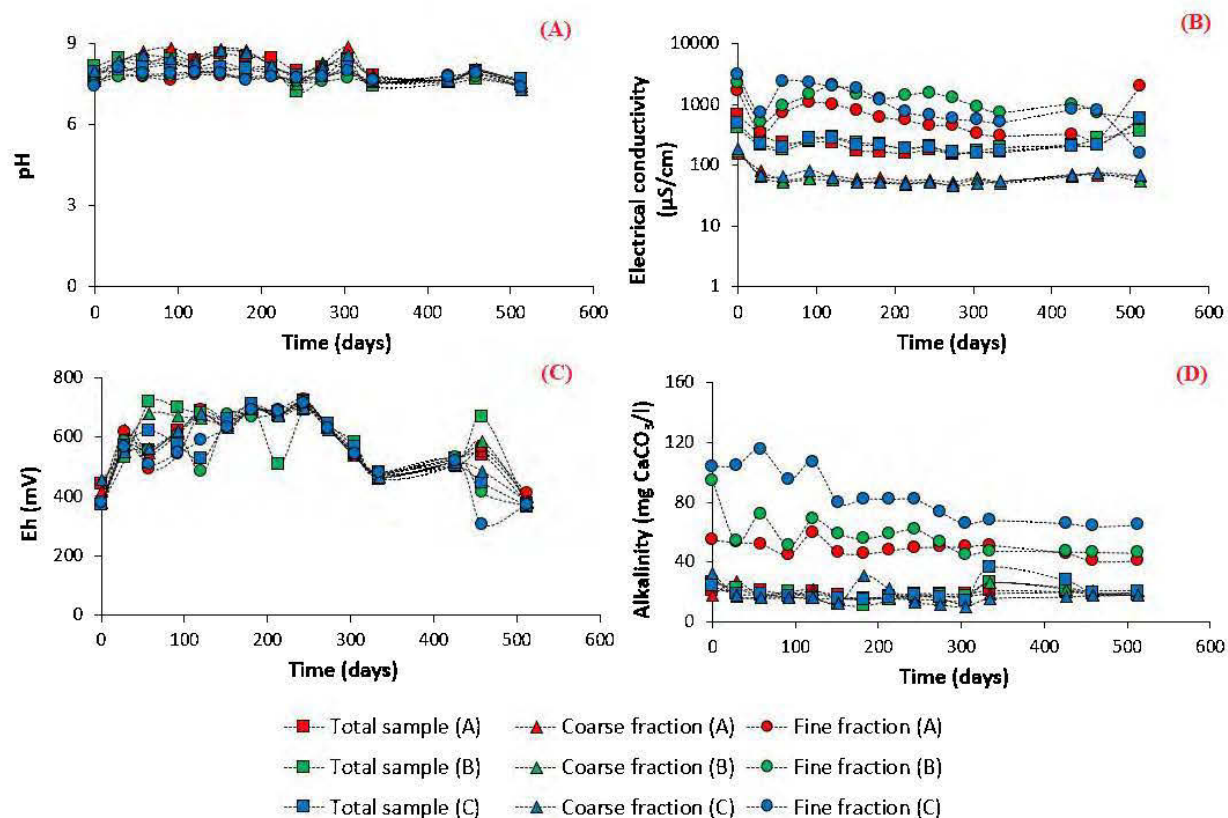 (A)
9
6
3
0
pH
0 100 200 300 400 500 600
Time (days)
(B)
10000
1000
100
10
1
Electrical conductivity
(µS/cm)
0 100 200 300 400 500 600
Time (days)
(C)
800
600
400
200
0
Eh (mV)
0 100 200 300 400 500 600
Time (days)
(D)
160
120
80
40
0
Alkalinity (mg CaCO3/l)
0 100 200 300 400 500 600
Time (days)
Total sample (A) Coarse fraction (A) Fine fraction (A)
Total sample (B) Coarse fraction (B) Fine fraction (B)
Total sample (C) Coarse fraction (C) Fine fraction (C)